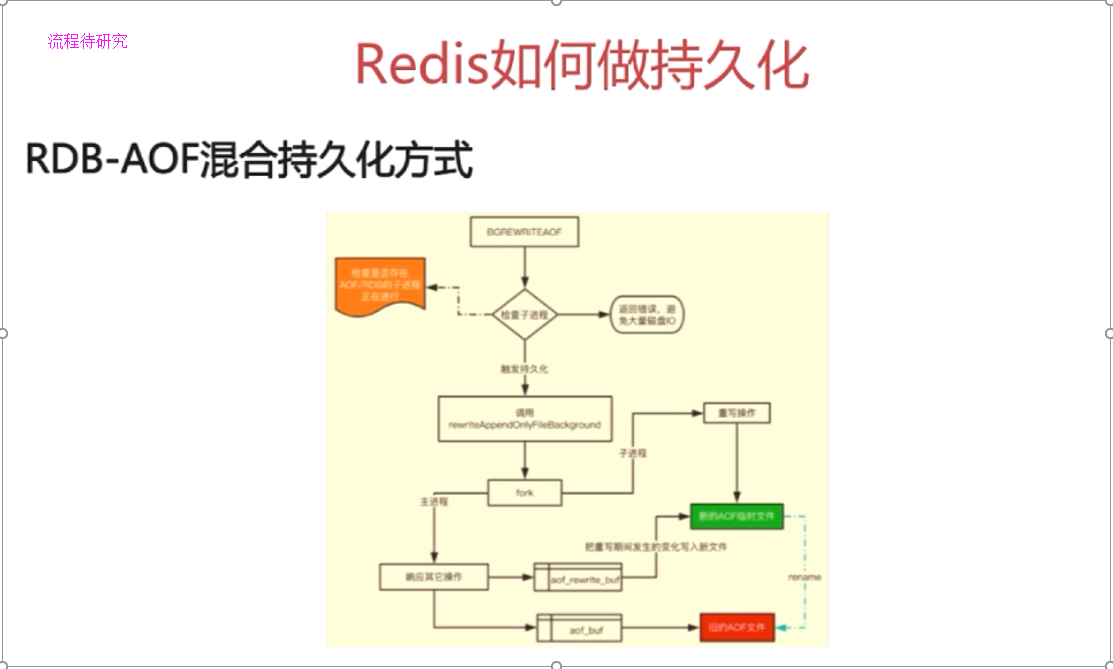 流程待研究
Redis如何做持久化
RDB-AOF混合持久化方式
BGREWRITEAOF
检查是否存在
AOF/RDB的子进程
正在进行
检查子进程
返回错误，避
免大量磁盘IO
触发持久化
调用
rewriteAppendOnlyFileBackground
重写操作
子进程
fork
主进程
新的AOF临时文件
把重写期间发生的变化写入新文件
响应其它操作
aof_rewrite_buf
rename
aof_buf
旧的AOF文件